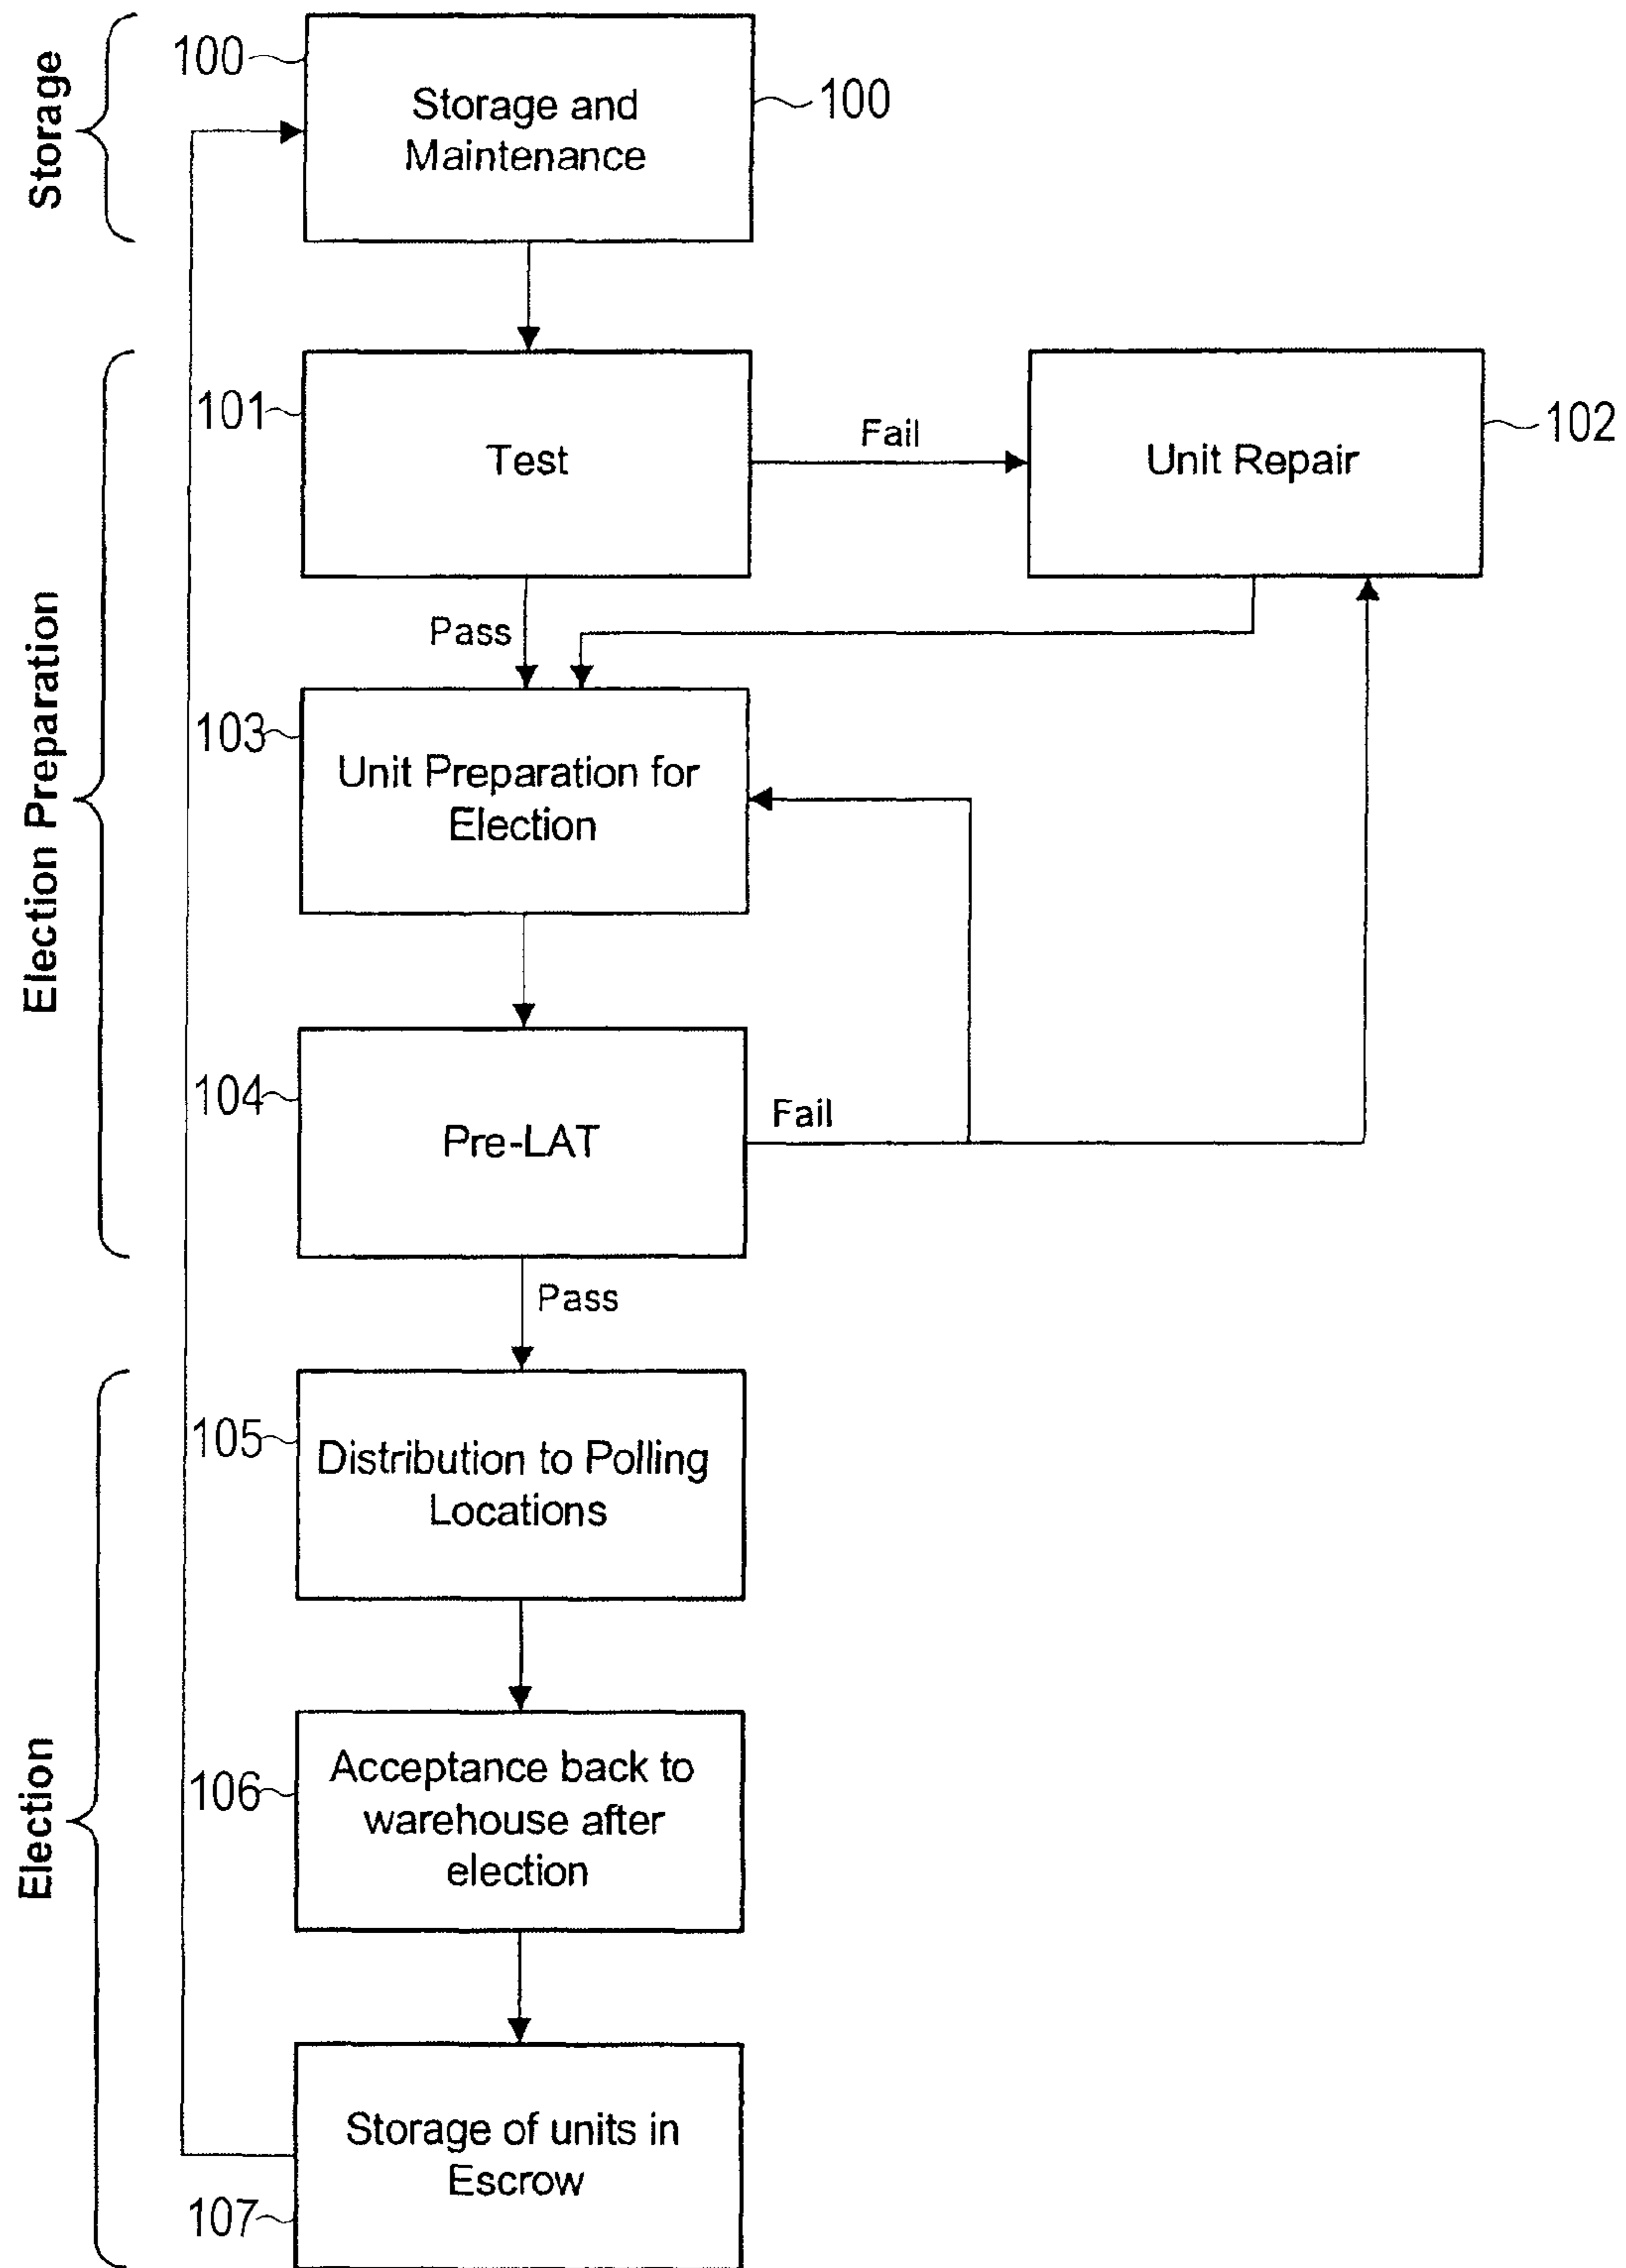 Storage
100
Storage and
Maintenance
100
Election Preparation
101
Test
Fail
Unit Repair
102
Pass
103
Unit Preparation for
Election
104
Pre-LAT
Fail
Pass
Election
105
Distribution to Polling
Locations
106
Acceptance back to
warehouse after
election
Storage of units in
Escrow
107